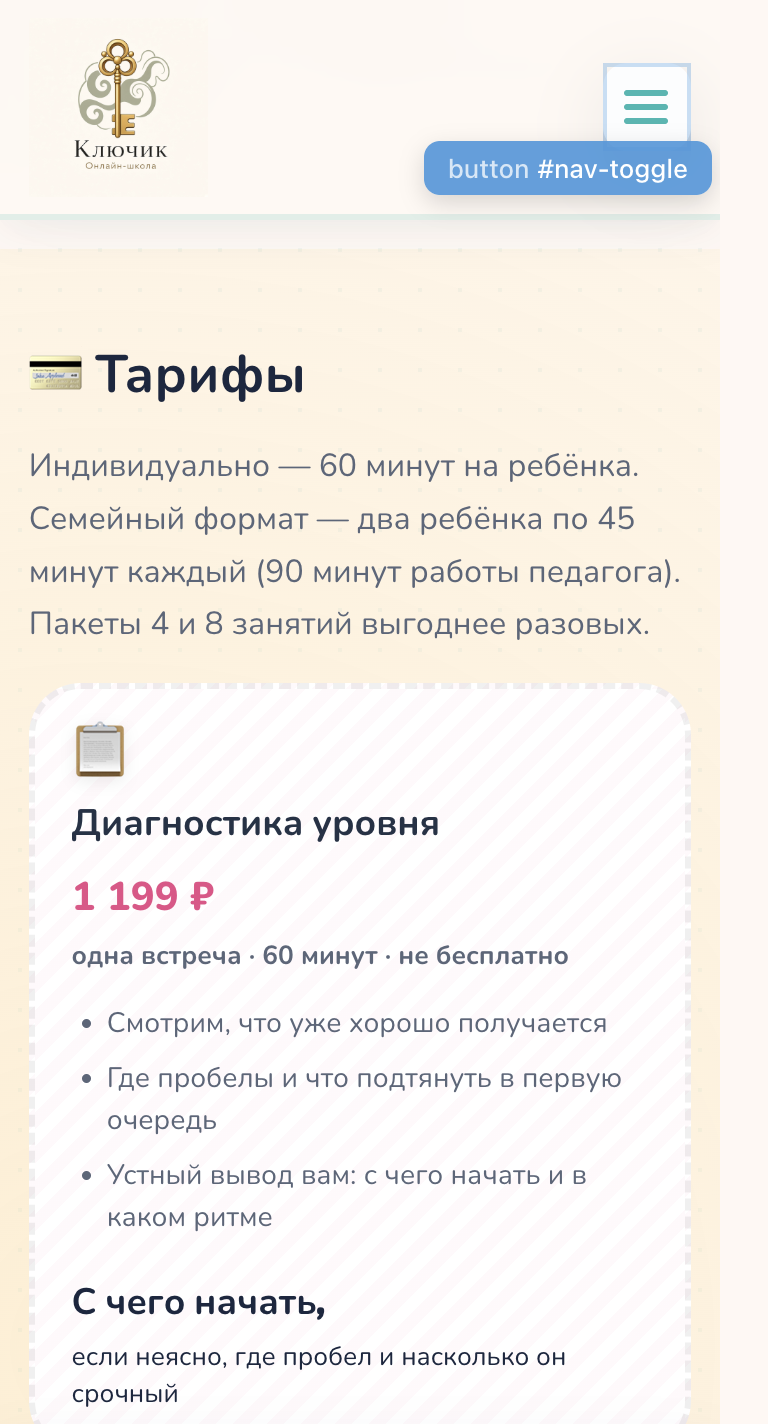 Ключик
Онлайн-школа
button #nav-toggle
Тарифы
Индивидуально — 60 минут на ребёнка.
Семейный формат — два ребёнка по 45
минут каждый (90 минут работы педагога).
Пакеты 4 и 8 занятий выгоднее разовых.
Диагностика уровня
1 199 ₽
одна встреча · 60 минут · не бесплатно
• Смотрим, что уже хорошо получается
• Где пробелы и что подтянуть в первую
очередь
• Устный вывод вам: с чего начать и в
каком ритме
С чего начать,
если неясно, где пробел и насколько он
срочный